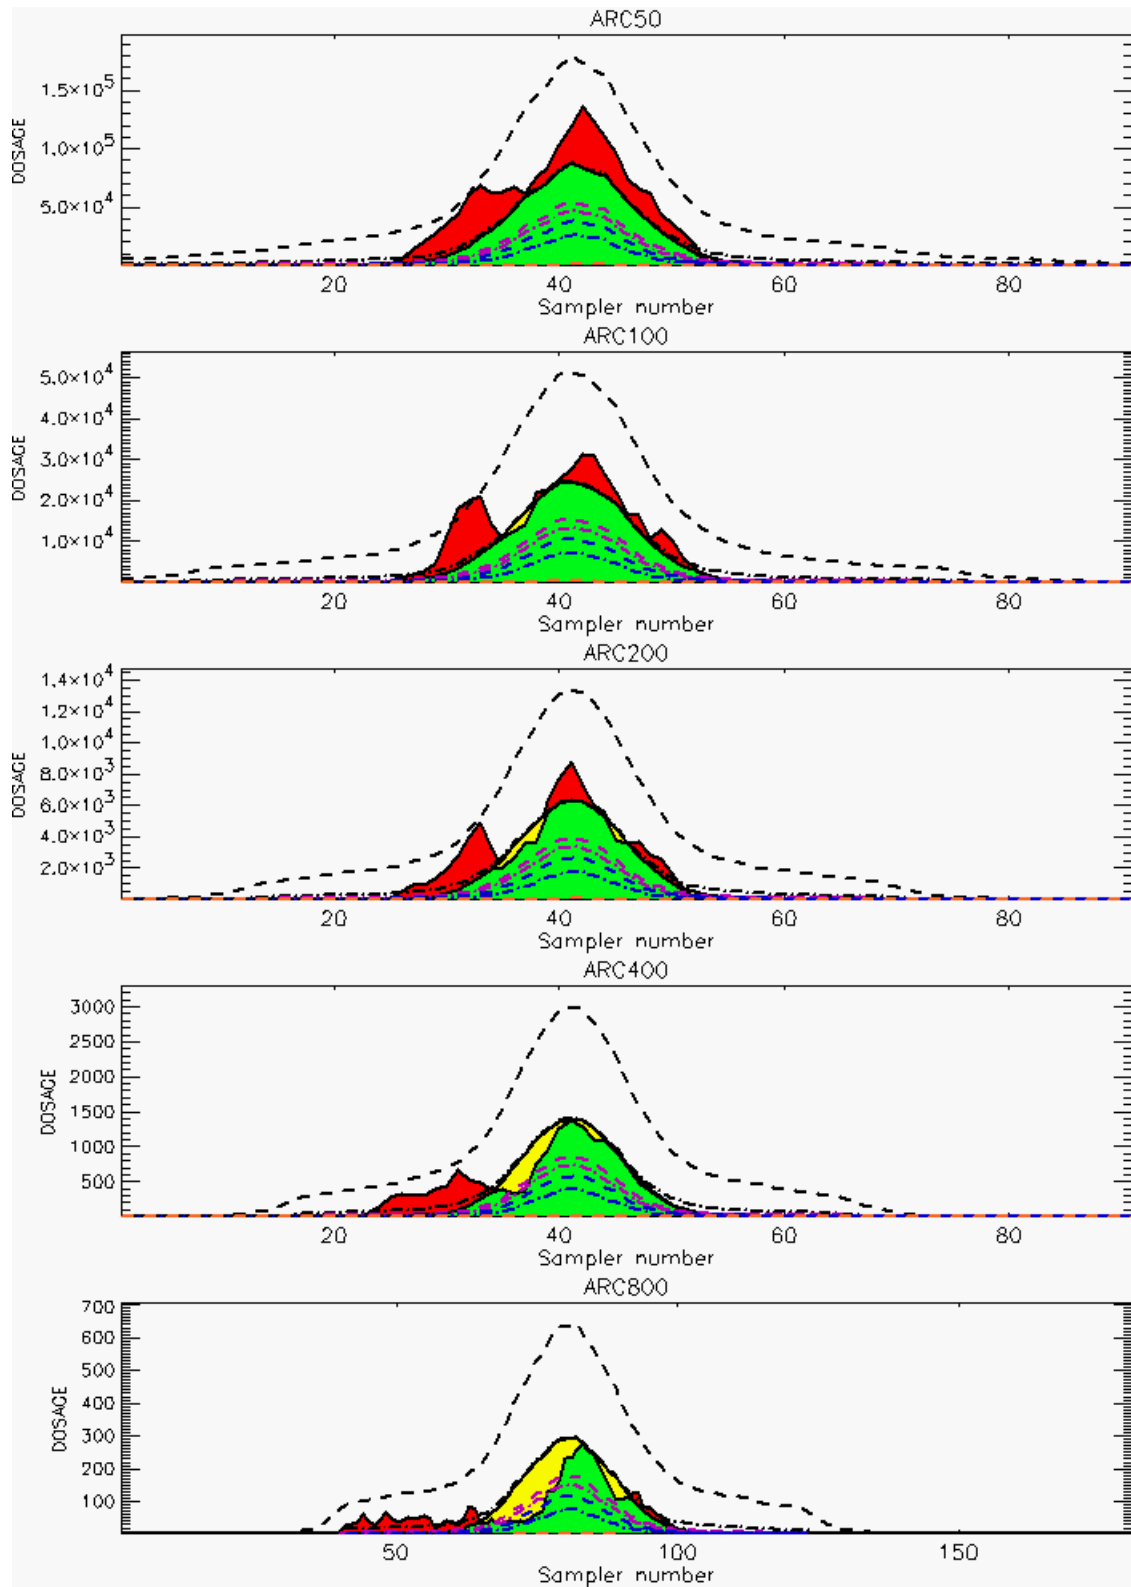 ARC50
1.5×10^5
1.0×10^5
5.0×10^4
DOSAGE
20 40 60 80
Sampler number
ARC100
5.0×10^4
4.0×10^4
3.0×10^4
2.0×10^4
1.0×10^4
DOSAGE
20 40 60 80
Sampler number
ARC200
1.4×10^4
1.2×10^4
1.0×10^4
8.0×10^3
6.0×10^3
4.0×10^3
2.0×10^3
DOSAGE
20 40 60 80
Sampler number
ARC400
3000
2500
2000
1500
1000
500
DOSAGE
20 40 60 80
Sampler number
ARC800
700
600
500
400
300
200
100
DOSAGE
50 100 150
Sampler number